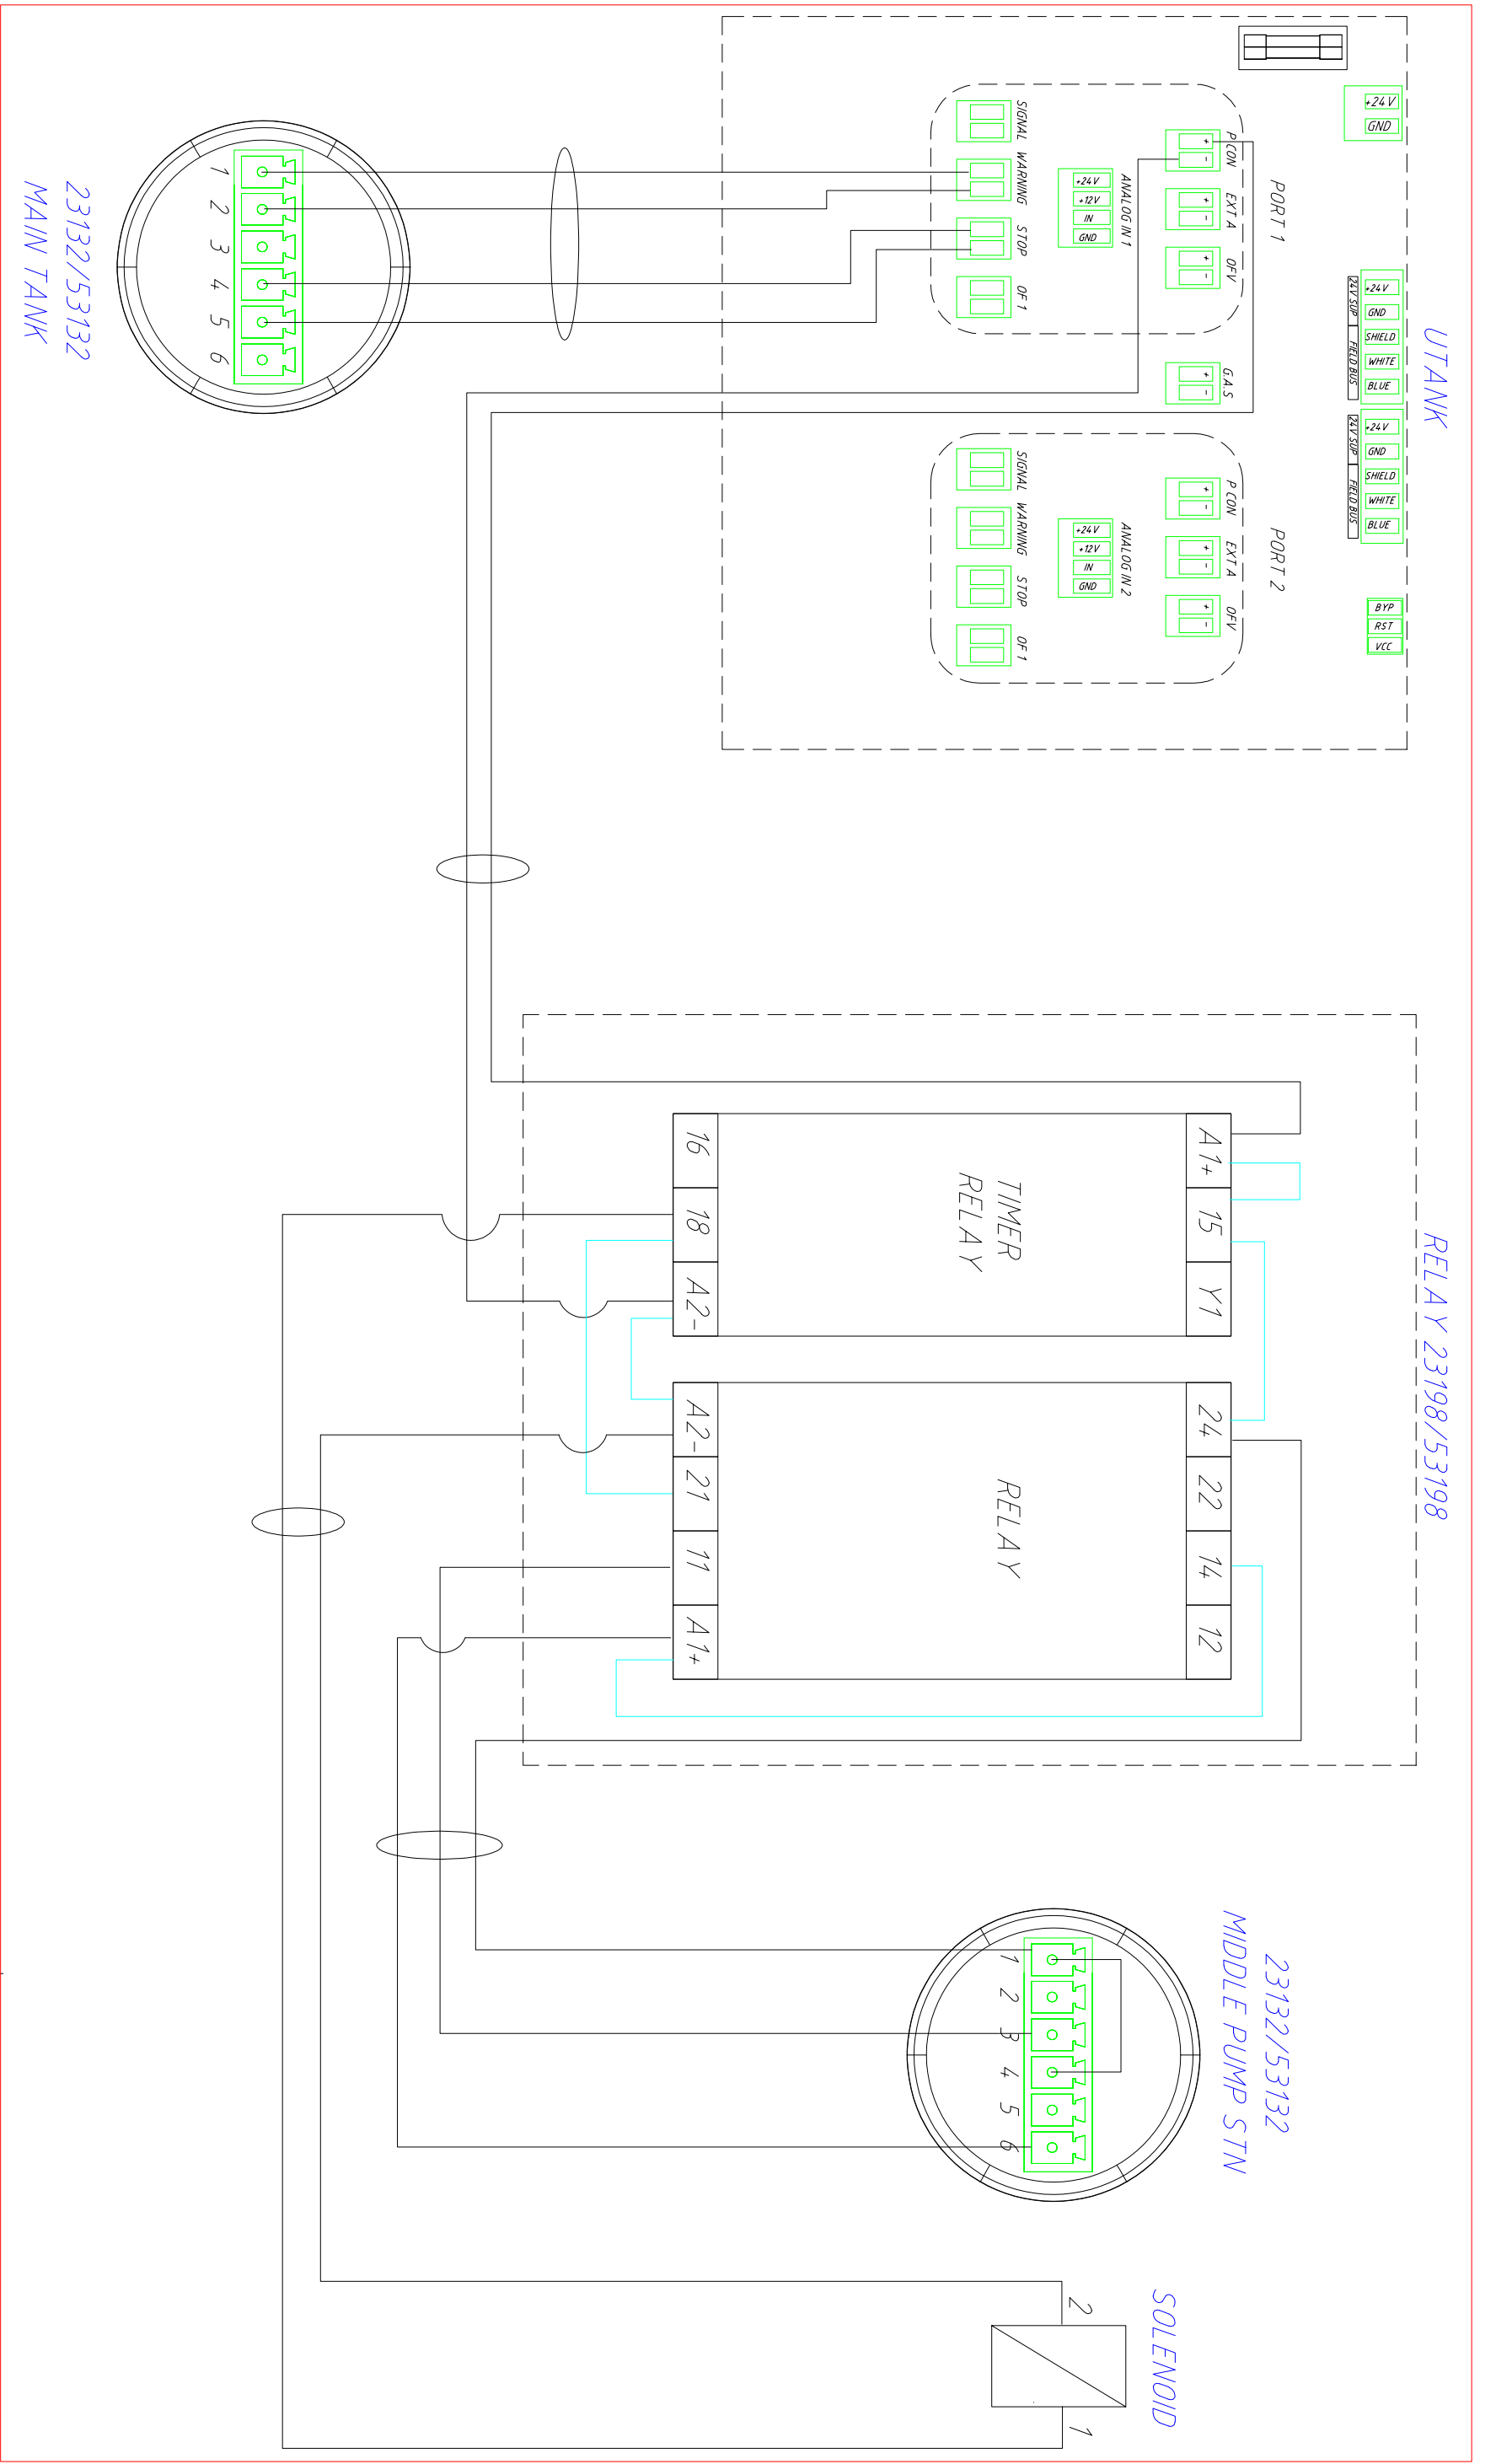 UTANK
+24V
GND
24V SUP
FIELD BUS
+24V
GND
SHIELD
WHITE
BLUE
24V SUP
FIELD BUS
+24V
GND
SHIELD
WHITE
BLUE
BYP
RST
VCC
PORT 1
P CON
EXT A
OFV
+ -
+ -
+ -
ANALOG IN 1
+24V
+12V
IN
GND
SIGNAL
WARNING
STOP
OF 1
G.A.S
+ -
PORT 2
P CON
EXT A
OFV
+ -
+ -
+ -
ANALOG IN 2
+24V
+12V
IN
GND
SIGNAL
WARNING
STOP
OF 1
1 2 3 4 5 6
23132/53132
MAIN TANK
RELAY 23198/53198
A1+ 15 Y1
TIMER
RELAY
16 18 A2-
24 22 14 12
RELAY
A2- 21 11 A1+
23132/53132
MIDDLE PUMP STN
1 2 3 4 5 6
SOLENOID
2
1